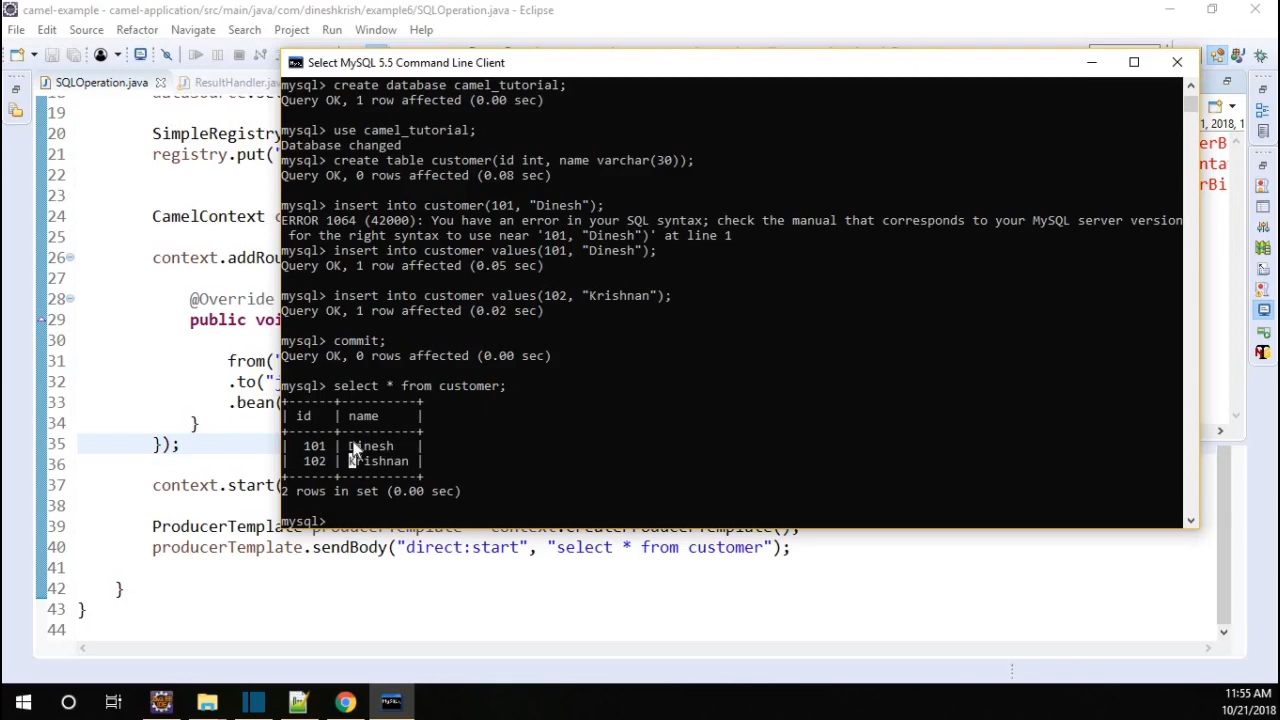 camel-example - camel-application/src/main/java/com/dineshkrish/example6/SQLOperation.java - Eclipse
File Edit Source Refactor Navigate Search Project Run Window Help
SQLOperation.java
ResultHandler.jav
Select MySQL 5.5 Command Line Client
mysql> create database camel_tutorial;
Query OK, 1 row affected (0.00 sec)
mysql> use camel_tutorial;
Database changed
mysql> create table customer(id int, name varchar(30));
Query OK, 0 rows affected (0.08 sec)
mysql> insert into customer(101, "Dinesh");
ERROR 1064 (42000): You have an error in your SQL syntax; check the manual that corresponds to your MySQL server version
for the right syntax to use near '101, "Dinesh")' at line 1
mysql> insert into customer values(101, "Dinesh");
Query OK, 1 row affected (0.05 sec)
mysql> insert into customer values(102, "Krishnan");
Query OK, 1 row affected (0.02 sec)
mysql> commit;
Query OK, 0 rows affected (0.00 sec)
mysql> select * from customer;
+------+----------+
| id | name |
+------+----------+
| 101 | Dinesh |
| 102 | Krishnan |
+------+----------+
2 rows in set (0.00 sec)
mysql>
19
20 SimpleRegistry
21 registry.put("
22
23
24 CamelContext c
25
26 context.addRou
27
28 @Override
29 public voi
30
31 from("
32 .to("j
33 .bean(
34 }
35 });
36
37 context.start(
39 ProducerTemplate producerTemplate = context.createProducerTemplate();
40 producerTemplate.sendBody("direct:start", "select * from customer");
41
42 }
43 }
44
1, 2018, 1
erB
nta
erBi
11:55 AM
10/21/2018